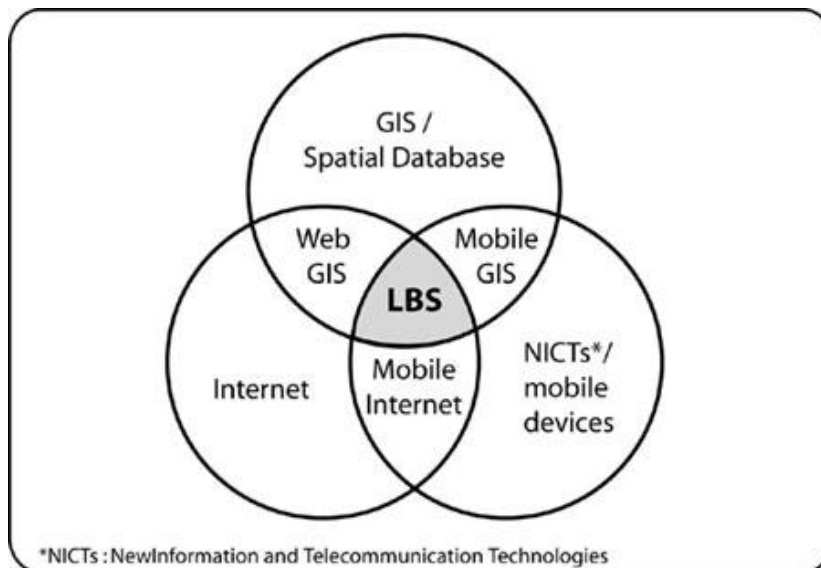 GIS /
Spatial Database
Web
GIS
Mobile
GIS
LBS
Internet
Mobile
Internet
NICTs*/
mobile
devices
*NICTs : NewInformation and Telecommunication Technologies